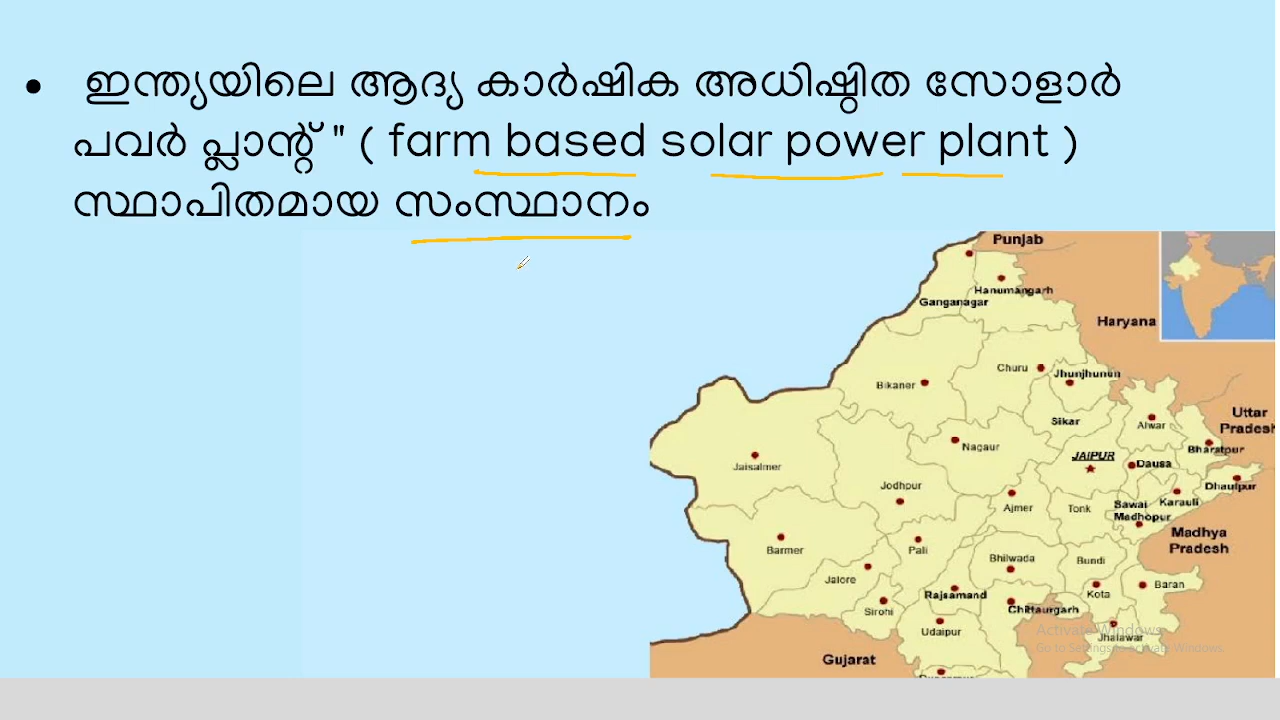 • ഇന്ത്യയിലെ ആദ്യ കാർഷിക അധിഷ്ഠിത സോളാർ
പവർ പ്ലാന്റ് " ( farm based solar power plant )
സ്ഥാപിതമായ സംസ്ഥാനം
Punjab
Hanumangarh
Ganganagar
Haryana
Churu
Jhunjhunun
Bikaner
Uttar
Pradesh
Sikar
Alwar
Nagaur
Bharatpur
JAIPUR
Dausa
Jaisalmer
Jodhpur
Dhaulpur
Ajmer
Tonk
Sawai
Madhopur
Karauli
Madhya
Pradesh
Barmer
Pali
Bhilwada
Bundi
Jalore
Baran
Rajsamand
Kota
Sirohi
Chittaurgarh
Udaipur
Jhalawar
Activate Windows
Go to Settings to activate Windows.
Gujarat